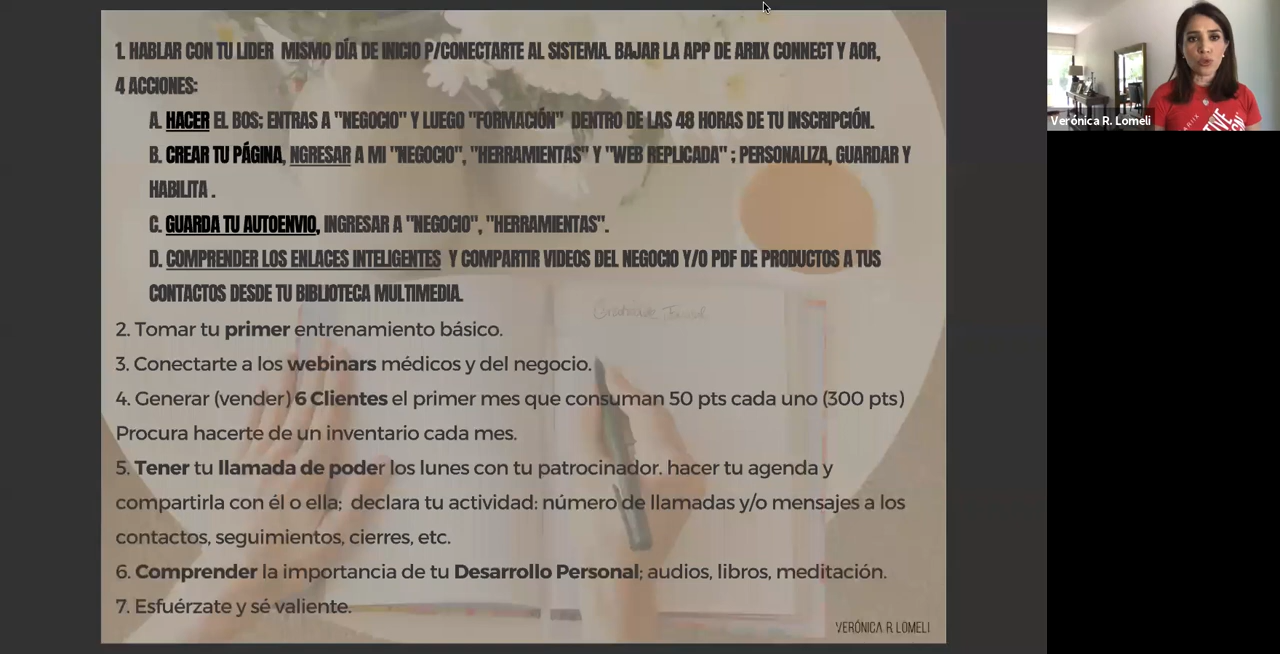 1. HABLAR CON TU LIDER MISMO DÍA DE INICIO P/CONECTARTE AL SISTEMA. BAJAR LA APP DE ARIIX CONNECT Y AOR,
4 ACCIONES:
A. HACER EL BOS; ENTRAS A "NEGOCIO" Y LUEGO "FORMACIÓN" DENTRO DE LAS 48 HORAS DE TU INSCRIPCIÓN.
B. CREAR TU PÁGINA, NGRESAR A MI "NEGOCIO", "HERRAMIENTAS" Y "WEB REPLICADA" ; PERSONALIZA, GUARDAR Y
HABILITA .
C. GUARDA TU AUTOENVIO, INGRESAR A "NEGOCIO", "HERRAMIENTAS".
D. COMPRENDER LOS ENLACES INTELIGENTES Y COMPARTIR VIDEOS DEL NEGOCIO Y/O PDF DE PRODUCTOS A TUS
CONTACTOS DESDE TU BIBLIOTECA MULTIMEDIA.
2. Tomar tu primer entrenamiento básico.
3. Conectarte a los webinars médicos y del negocio.
4. Generar (vender) 6 Clientes el primer mes que consuman 50 pts cada uno (300 pts)
Procura hacerte de un inventario cada mes.
5. Tener tu llamada de poder los lunes con tu patrocinador. hacer tu agenda y
compartirla con él o ella; declara tu actividad: número de llamadas y/o mensajes a los
contactos, seguimientos, cierres, etc.
6. Comprender la importancia de tu Desarrollo Personal; audios, libros, meditación.
7. Esfuérzate y sé valiente.
VERÓNICA R LOMELI
Verónica R. Lomeli
ARIIX